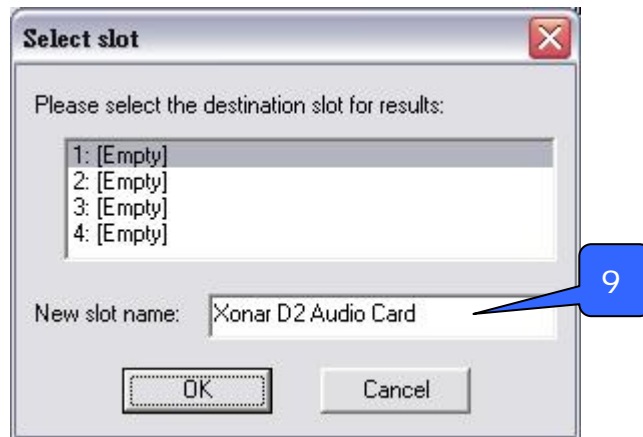 Select slot
Please select the destination slot for results:
1: [Empty]
2: [Empty]
3: [Empty]
4: [Empty]
9
New slot name: Xonar D2 Audio Card
OK Cancel